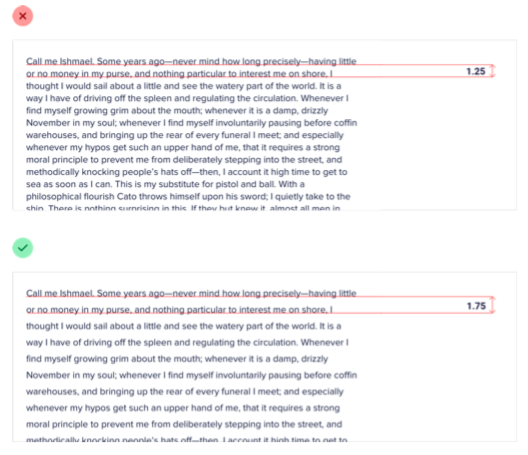 Call me Ishmael. Some years ago—never mind how long precisely—having little
1.25
or no money in my purse, and nothing particular to interest me on shore, I
thought I would sail about a little and see the watery part of the world. It is a
way I have of driving off the spleen and regulating the circulation. Whenever I
find myself growing grim about the mouth; whenever it is a damp, drizzly
November in my soul; whenever I find myself involuntarily pausing before coffin
warehouses, and bringing up the rear of every funeral I meet; and especially
whenever my hypos get such an upper hand of me, that it requires a strong
moral principle to prevent me from deliberately stepping into the street, and
methodically knocking people's hats off—then, I account it high time to get to
sea as soon as I can. This is my substitute for pistol and ball. With a
philosophical flourish Cato throws himself upon his sword; I quietly take to the
ship. There is nothing surprising in this. If they but knew it, almost all men in
Call me Ishmael. Some years ago—never mind how long precisely—having little
1.75
or no money in my purse, and nothing particular to interest me on shore, I
thought I would sail about a little and see the watery part of the world. It is a
way I have of driving off the spleen and regulating the circulation. Whenever I
find myself growing grim about the mouth; whenever it is a damp, drizzly
November in my soul; whenever I find myself involuntarily pausing before coffin
warehouses, and bringing up the rear of every funeral I meet; and especially
whenever my hypos get such an upper hand of me, that it requires a strong
moral principle to prevent me from deliberately stepping into the street, and
methodically knocking people's hats off—then, I account it high time to get to